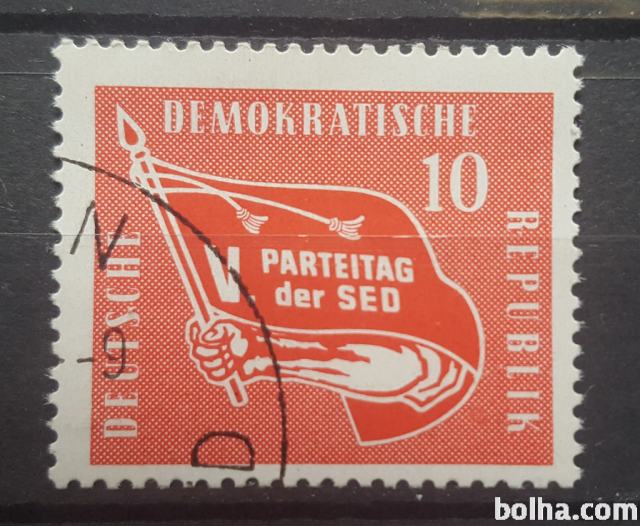 DEUTSCHE
DEMOKRATISCHE
REPUBLIK
10
V. PARTEITAG
der SED
N
D
bolha.com